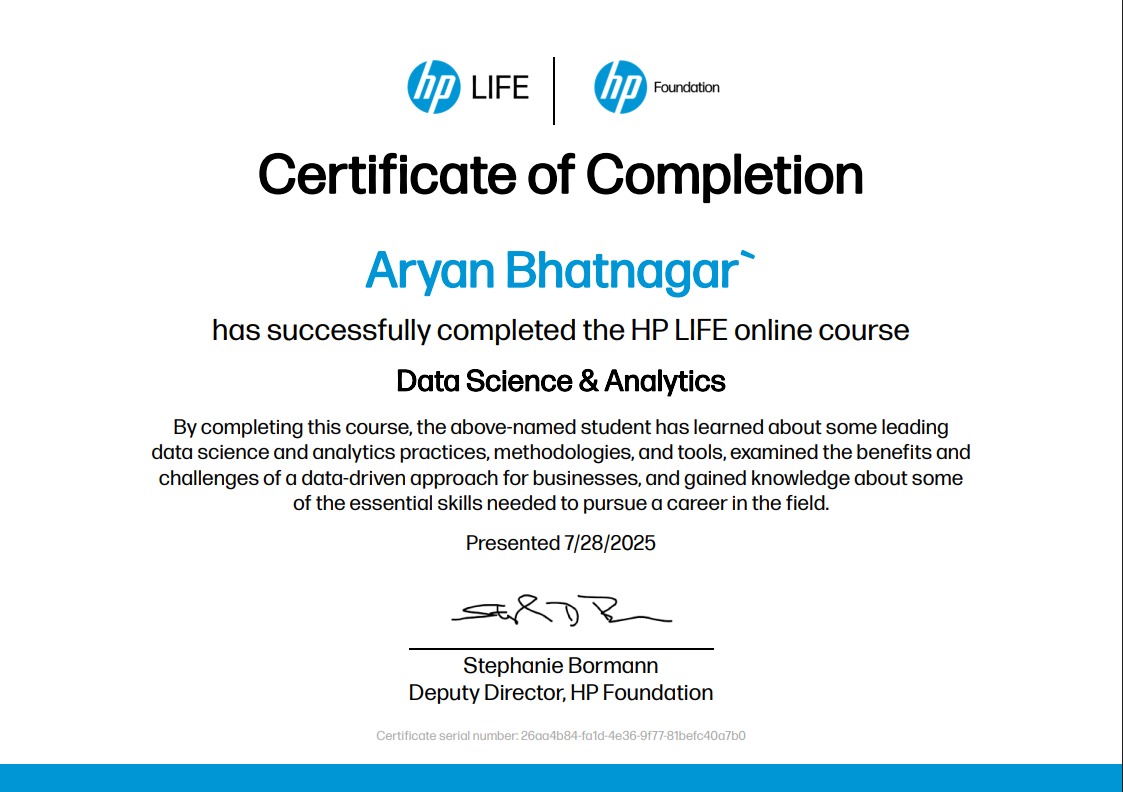 hp LIFE
hp Foundation
Certificate of Completion
Aryan Bhatnagar`
has successfully completed the HP LIFE online course
Data Science & Analytics
By completing this course, the above-named student has learned about some leading
data science and analytics practices, methodologies, and tools, examined the benefits and
challenges of a data-driven approach for businesses, and gained knowledge about some
of the essential skills needed to pursue a career in the field.
Presented 7/28/2025
Stephanie Bormann
Deputy Director, HP Foundation
Certificate serial number: 26aa4b84-fa1d-4e36-9f77-81befc40a7b0